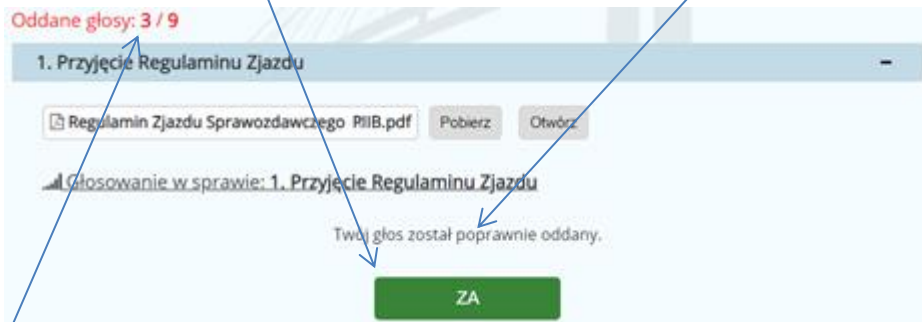 Oddane głosy: 3 / 9
1. Przyjęcie Regulaminu Zjazdu –
Regulamin Zjazdu Sprawozdawczego PIIB.pdf Pobierz Otwórz
Głosowanie w sprawie: 1. Przyjęcie Regulaminu Zjazdu
Twój głos został poprawnie oddany.
ZA